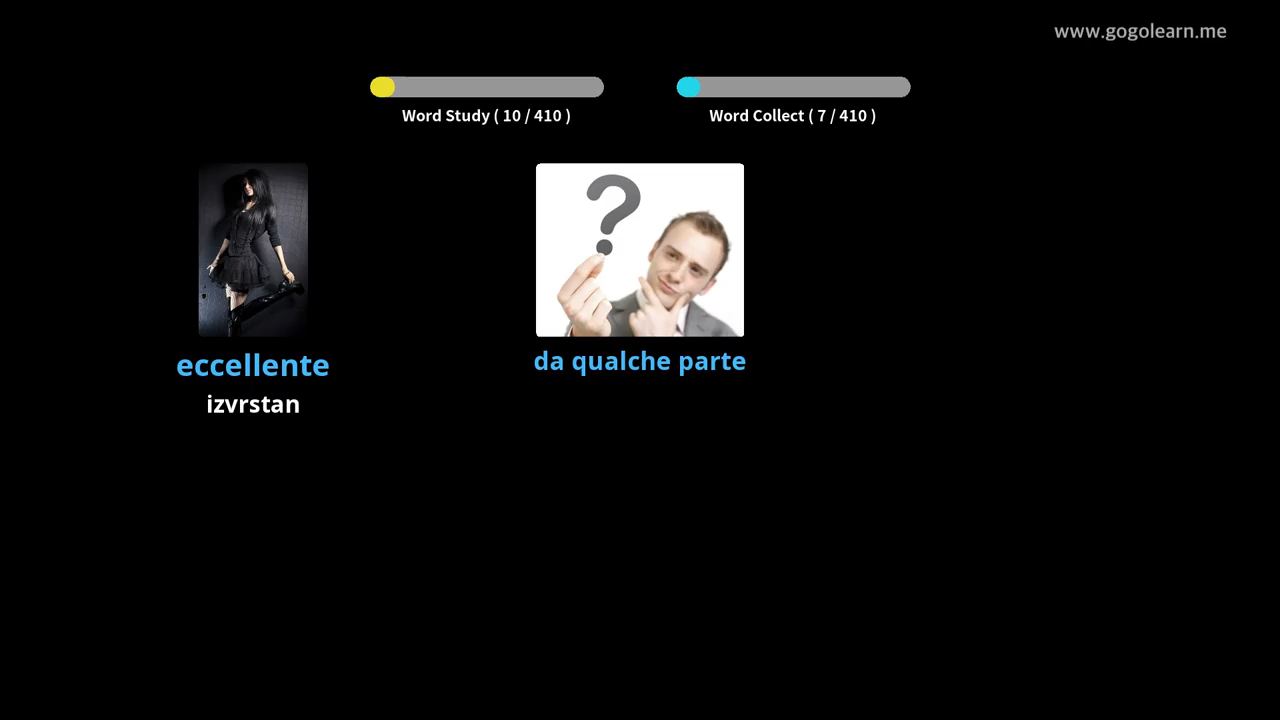 www.gogolearn.me
Word Study ( 10 / 410 )
Word Collect ( 7 / 410 )
eccellente
izvrstan
da qualche parte